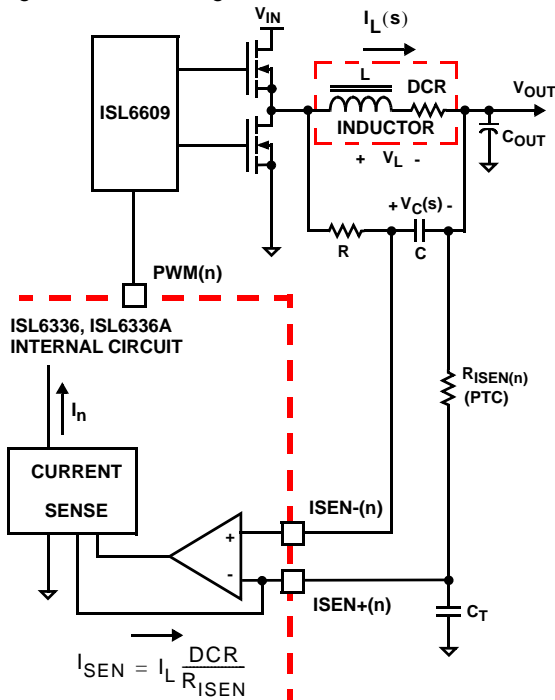 V_IN
I_L(s)
L
DCR
INDUCTOR
V_OUT
C_OUT
+ V_L -
ISL6609
+ V_C(s) -
R
C
PWM(n)
ISL6336, ISL6336A
INTERNAL CIRCUIT
R_ISEN(n)
(PTC)
I_n
CURRENT
SENSE
ISEN-(n)
+
-
ISEN+(n)
C_T
I_SEN = I_L DCR/R_ISEN